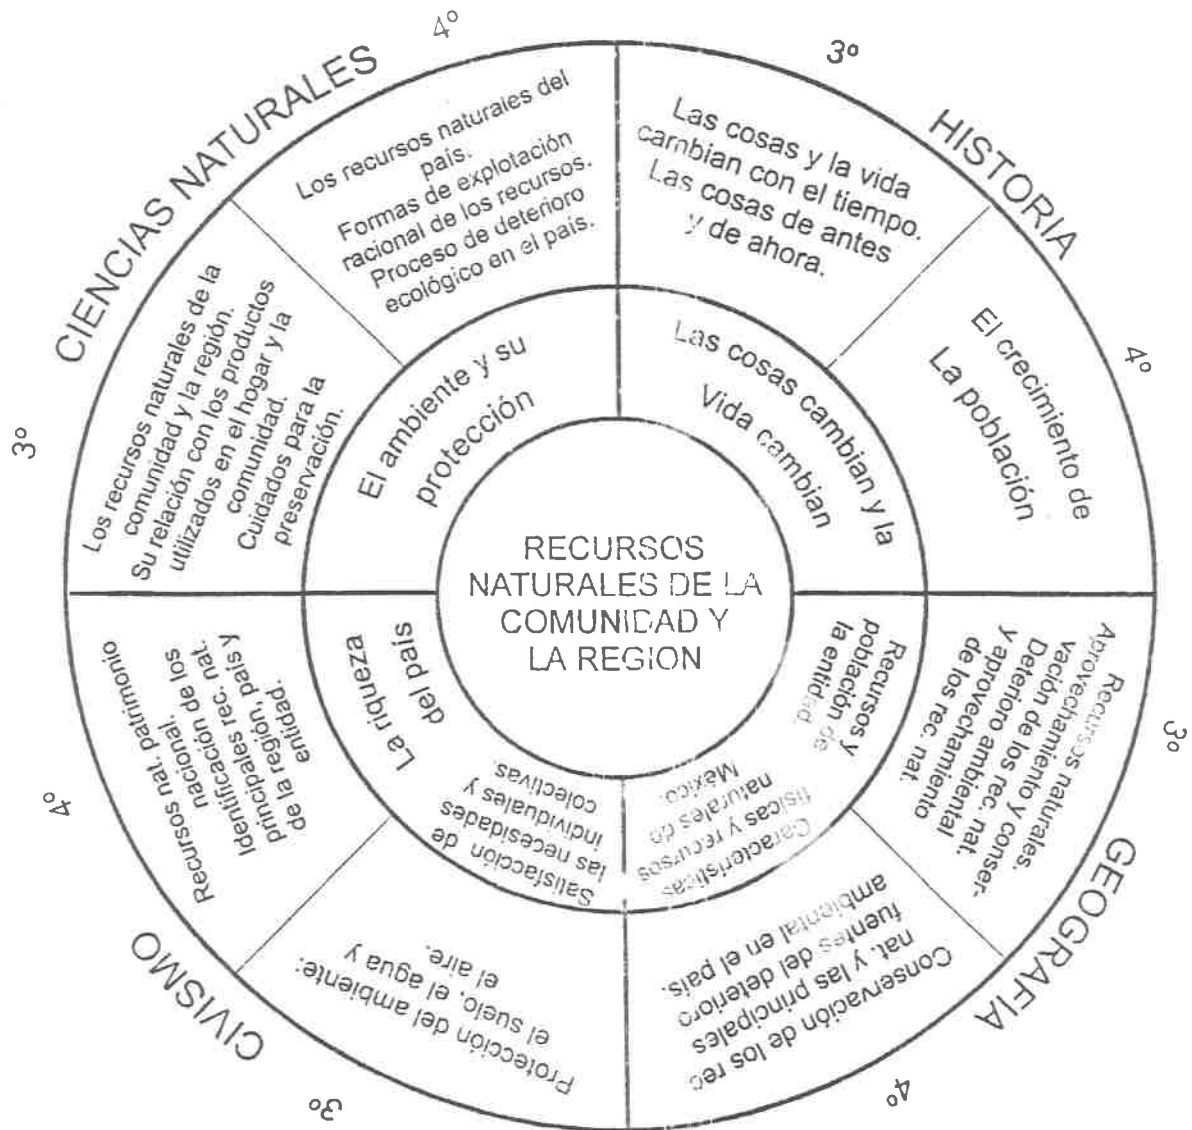 RECURSOS
NATURALES DE LA
COMUNIDAD Y
LA REGION
CIENCIAS NATURALES
4º
Los recursos naturales del
país.
Formas de explotación
racional de los recursos.
Proceso de deterioro
ecológico en el país.
3º
Los recursos naturales de la
comunidad y la región.
Su relación con los productos
utilizados en el hogar y la
comunidad.
Cuidados para la
preservación.
El ambiente y su
protección
HISTORIA
3º
Las cosas y la vida
cambian con el tiempo.
Las cosas de antes
y de ahora.
4º
El crecimiento de
La población
Las cosas cambian y la
Vida cambian
GEOGRAFIA
3º
Recursos naturales.
Aprovechamiento y conser-
vación de los rec. nat.
Deterioro ambiental
y aprovechamiento
de los rec. nat.
4º
Conservación de los rec
nat. y las principales
fuentes del deterioro
ambiental en el país.
Recursos y
población de
la entidad.
Características
físicas y recursos
naturales de
México.
CIVISMO
3º
Protección del ambiente:
el suelo, el agua y
el aire.
4º
Recursos nat. patrimonio
nacional.
Identificación de los
principales rec. nat.
de la región, país y
entidad.
La riqueza
del país
Satisfacción de
las necesidades
individuales y
colectivas.